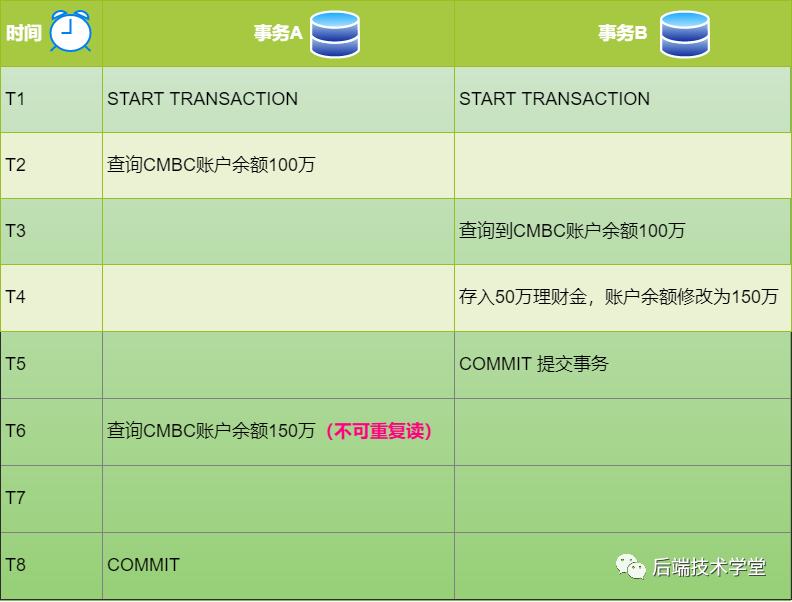 时间 事务A 事务B
T1 START TRANSACTION START TRANSACTION
T2 查询CMBC账户余额100万
T3 查询到CMBC账户余额100万
T4 存入50万理财金，账户余额修改为150万
T5 COMMIT 提交事务
T6 查询CMBC账户余额150万（不可重复读）
T7
T8 COMMIT
后端技术学堂